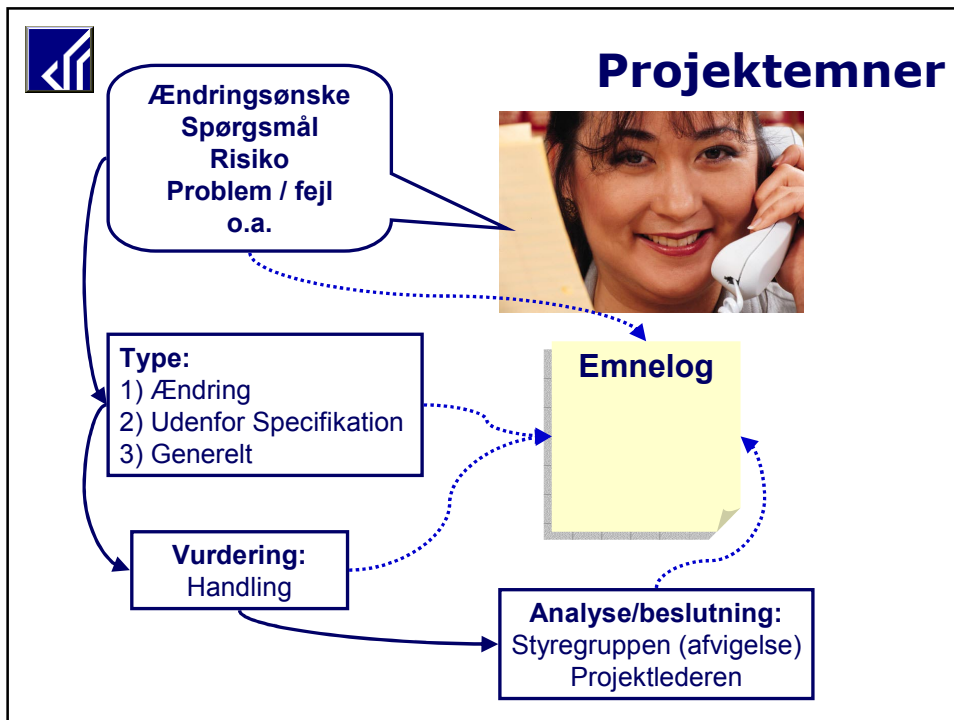 Projektemner
Ændringsønske
Spørgsmål
Risiko
Problem / fejl
o.a.
Type:
1) Ændring
2) Udenfor Specifikation
3) Generelt
Emnelog
Vurdering:
Handling
Analyse/beslutning:
Styregruppen (afvigelse)
Projektlederen